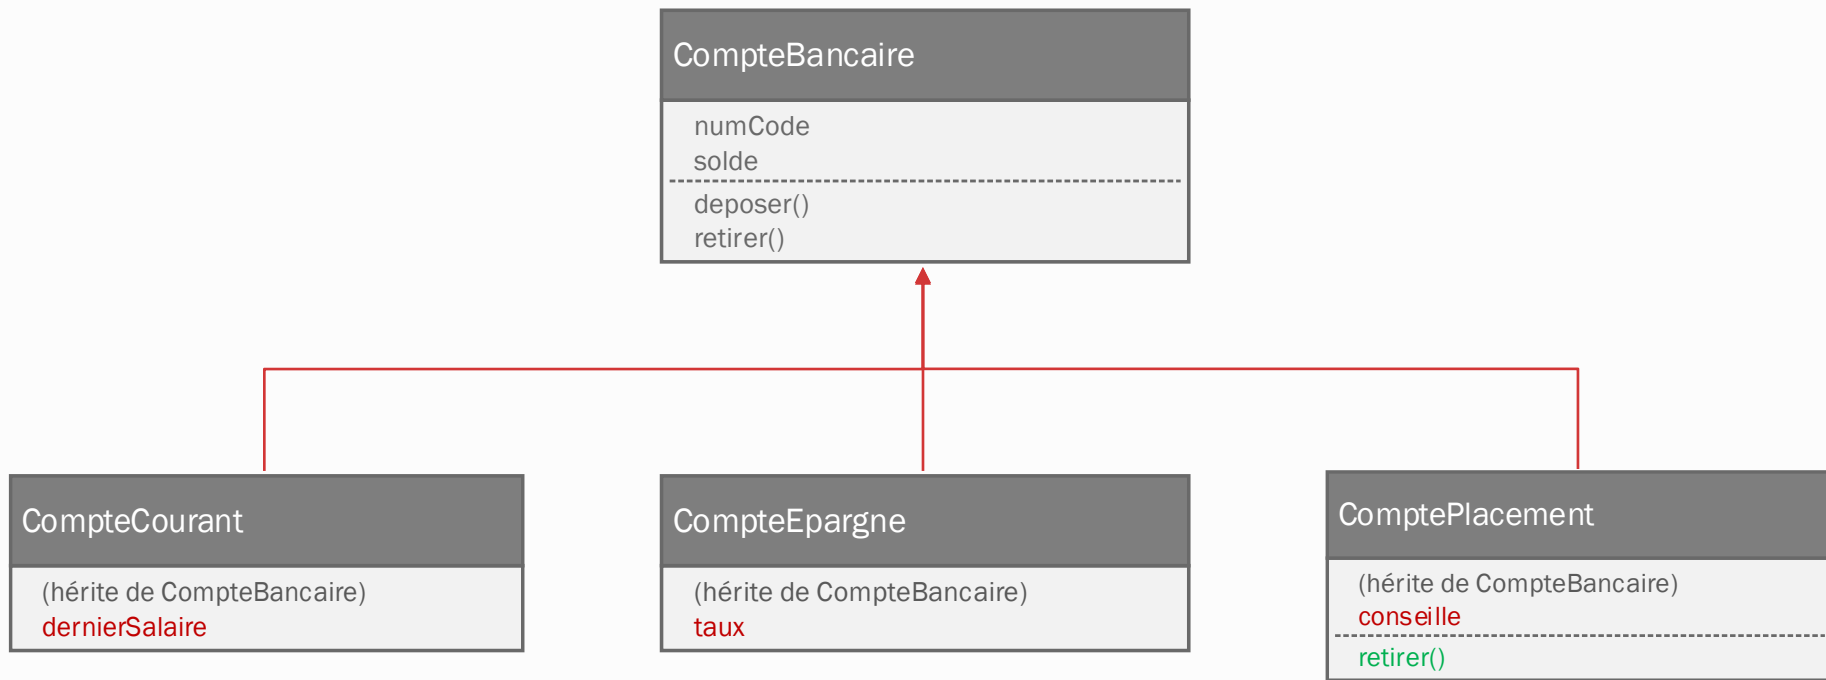 CompteBancaire
numCode
solde
deposer()
retirer()
CompteCourant
(hérite de CompteBancaire)
dernierSalaire
CompteEpargne
(hérite de CompteBancaire)
taux
ComptePlacement
(hérite de CompteBancaire)
conseille
retirer()